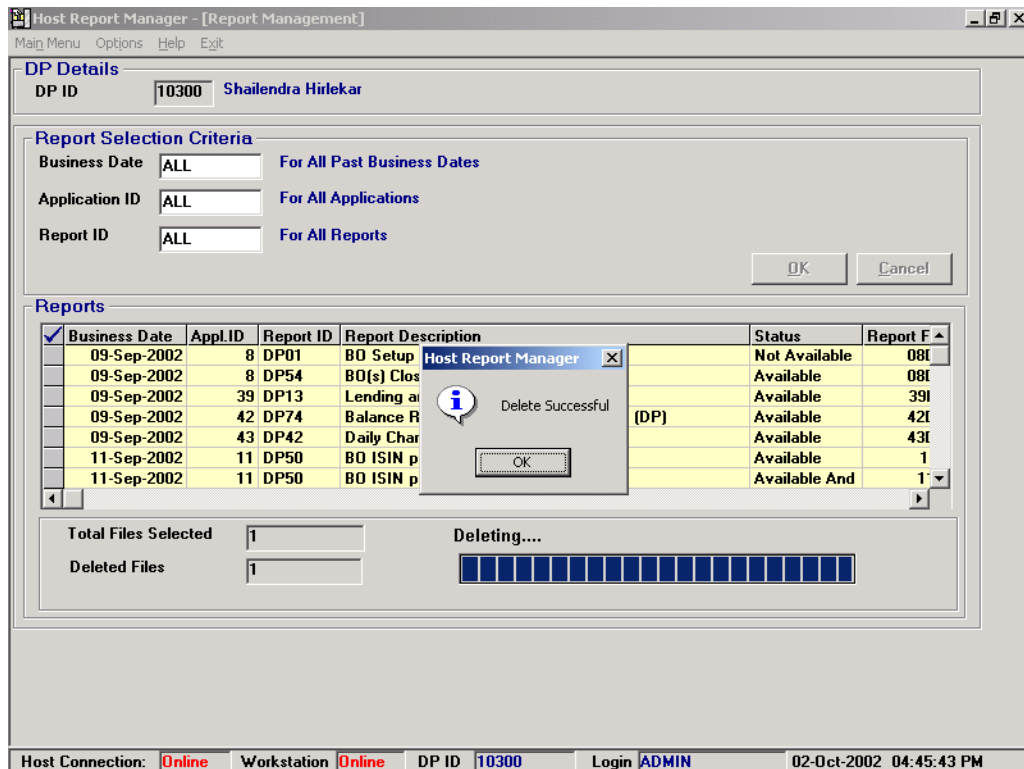 Host Report Manager - [Report Management]
Main Menu Options Help Exit
DP Details
DP ID 10300 Shailendra Hirlekar
Report Selection Criteria
Business Date ALL For All Past Business Dates
Application ID ALL For All Applications
Report ID ALL For All Reports
OK Cancel
Reports
Business Date Appl.ID Report ID Report Description Status Report F
09-Sep-2002 8 DP01 BO Setup Not Available
09-Sep-2002 8 DP54 BO(s) Clos Available
09-Sep-2002 39 DP13 Lending a Available
09-Sep-2002 42 DP74 Balance R (DP) Available
09-Sep-2002 43 DP42 Daily Char Available
11-Sep-2002 11 DP50 BO ISIN p Available 1
11-Sep-2002 11 DP50 BO ISIN p Available And
Host Report Manager
Delete Successful
OK
Total Files Selected 1 Deleting....
Deleted Files 1
Host Connection: Online Workstation Online DP ID 10300 Login ADMIN 02-Oct-2002 04:45:43 PM